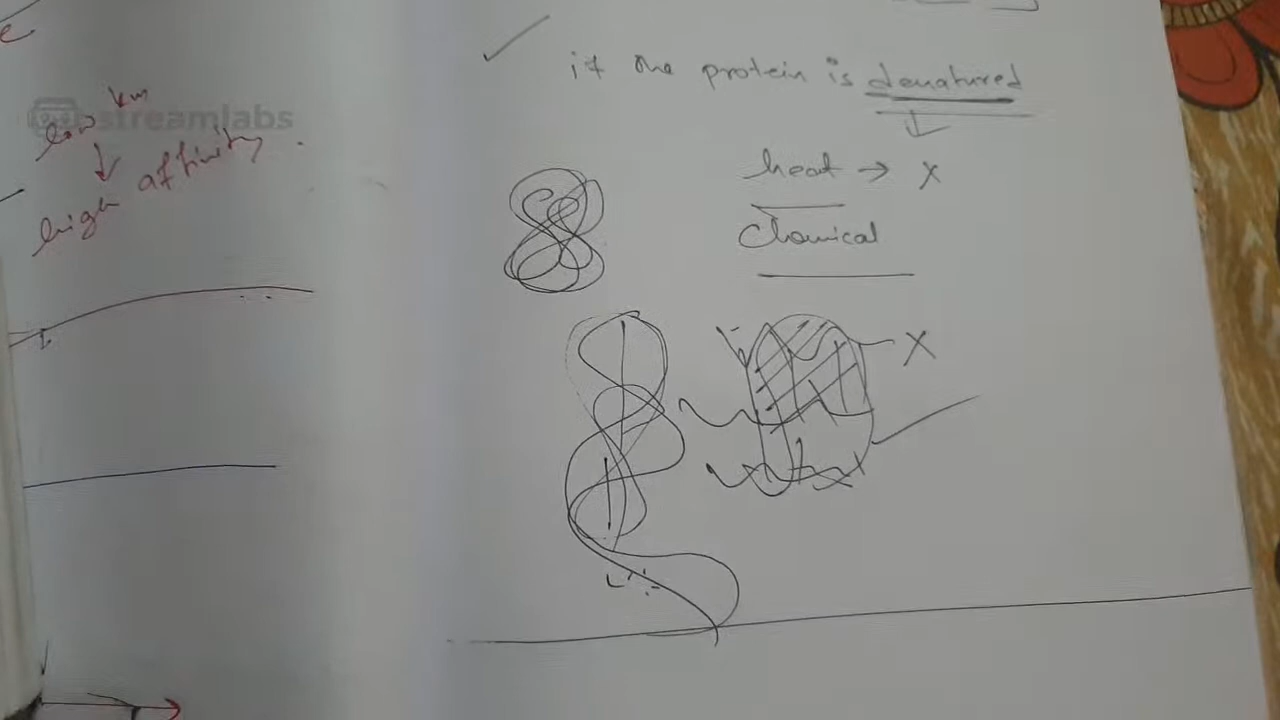 low km
↓
high affinity.
streamlabs
✓ if the protein is denatured
↓
heat → x
Chemical
X